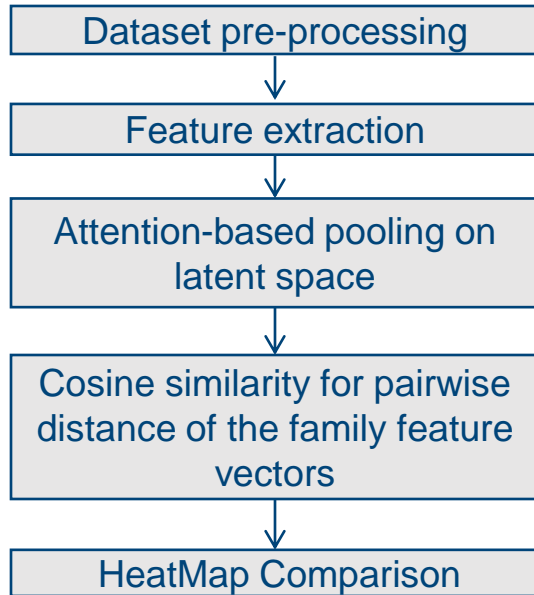 Dataset pre-processing
Feature extraction
Attention-based pooling on
latent space
Cosine similarity for pairwise
distance of the family feature
vectors
HeatMap Comparison